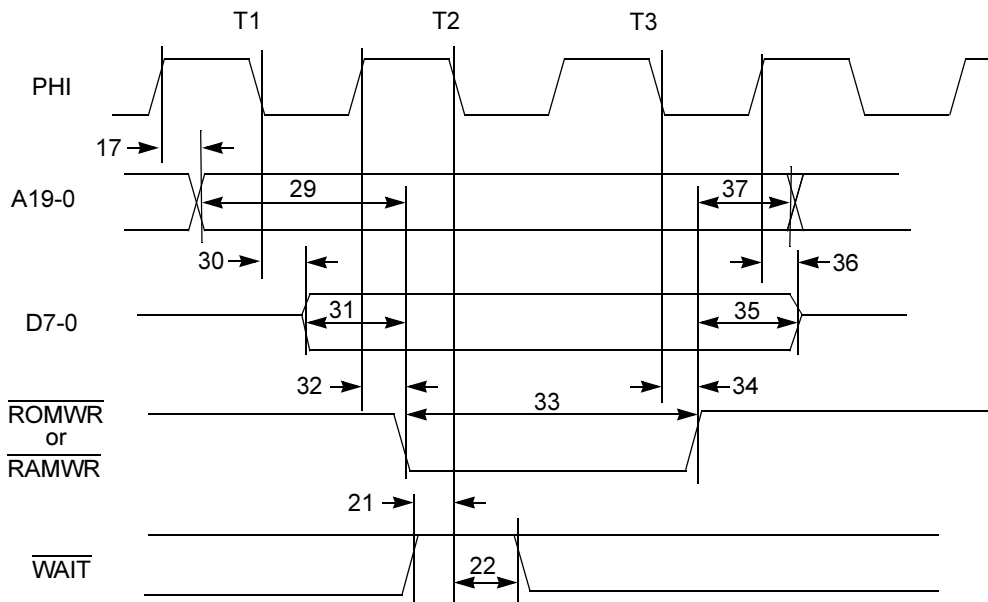 T1 T2 T3
PHI
17
A19-0 29 37
30 36
D7-0 31 35
32 33 34
ROMWR
or
RAMWR
21
WAIT 22